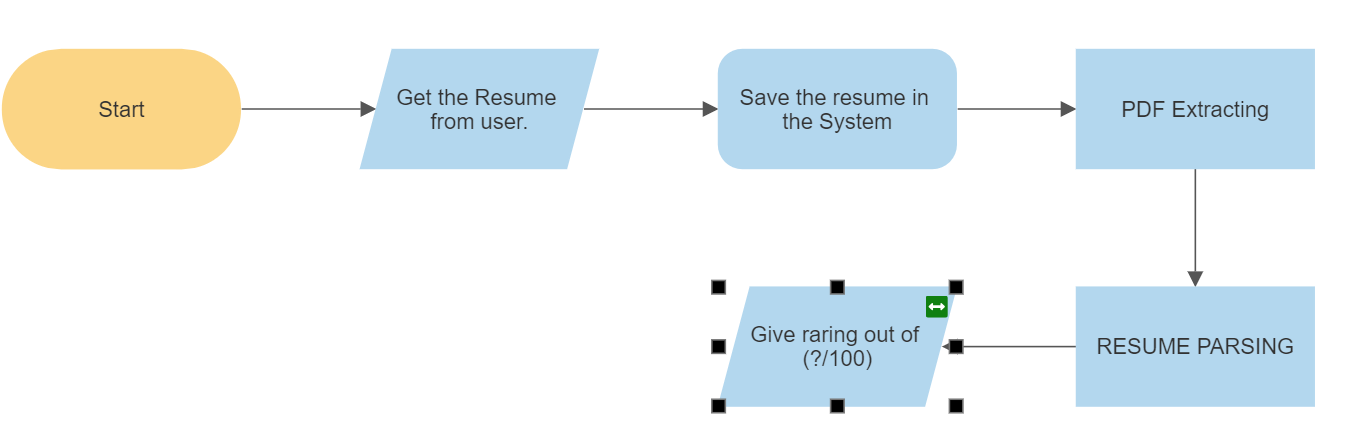 Start
Get the Resume
from user.
Save the resume in
the System
PDF Extracting
RESUME PARSING
Give raring out of
(?/100)